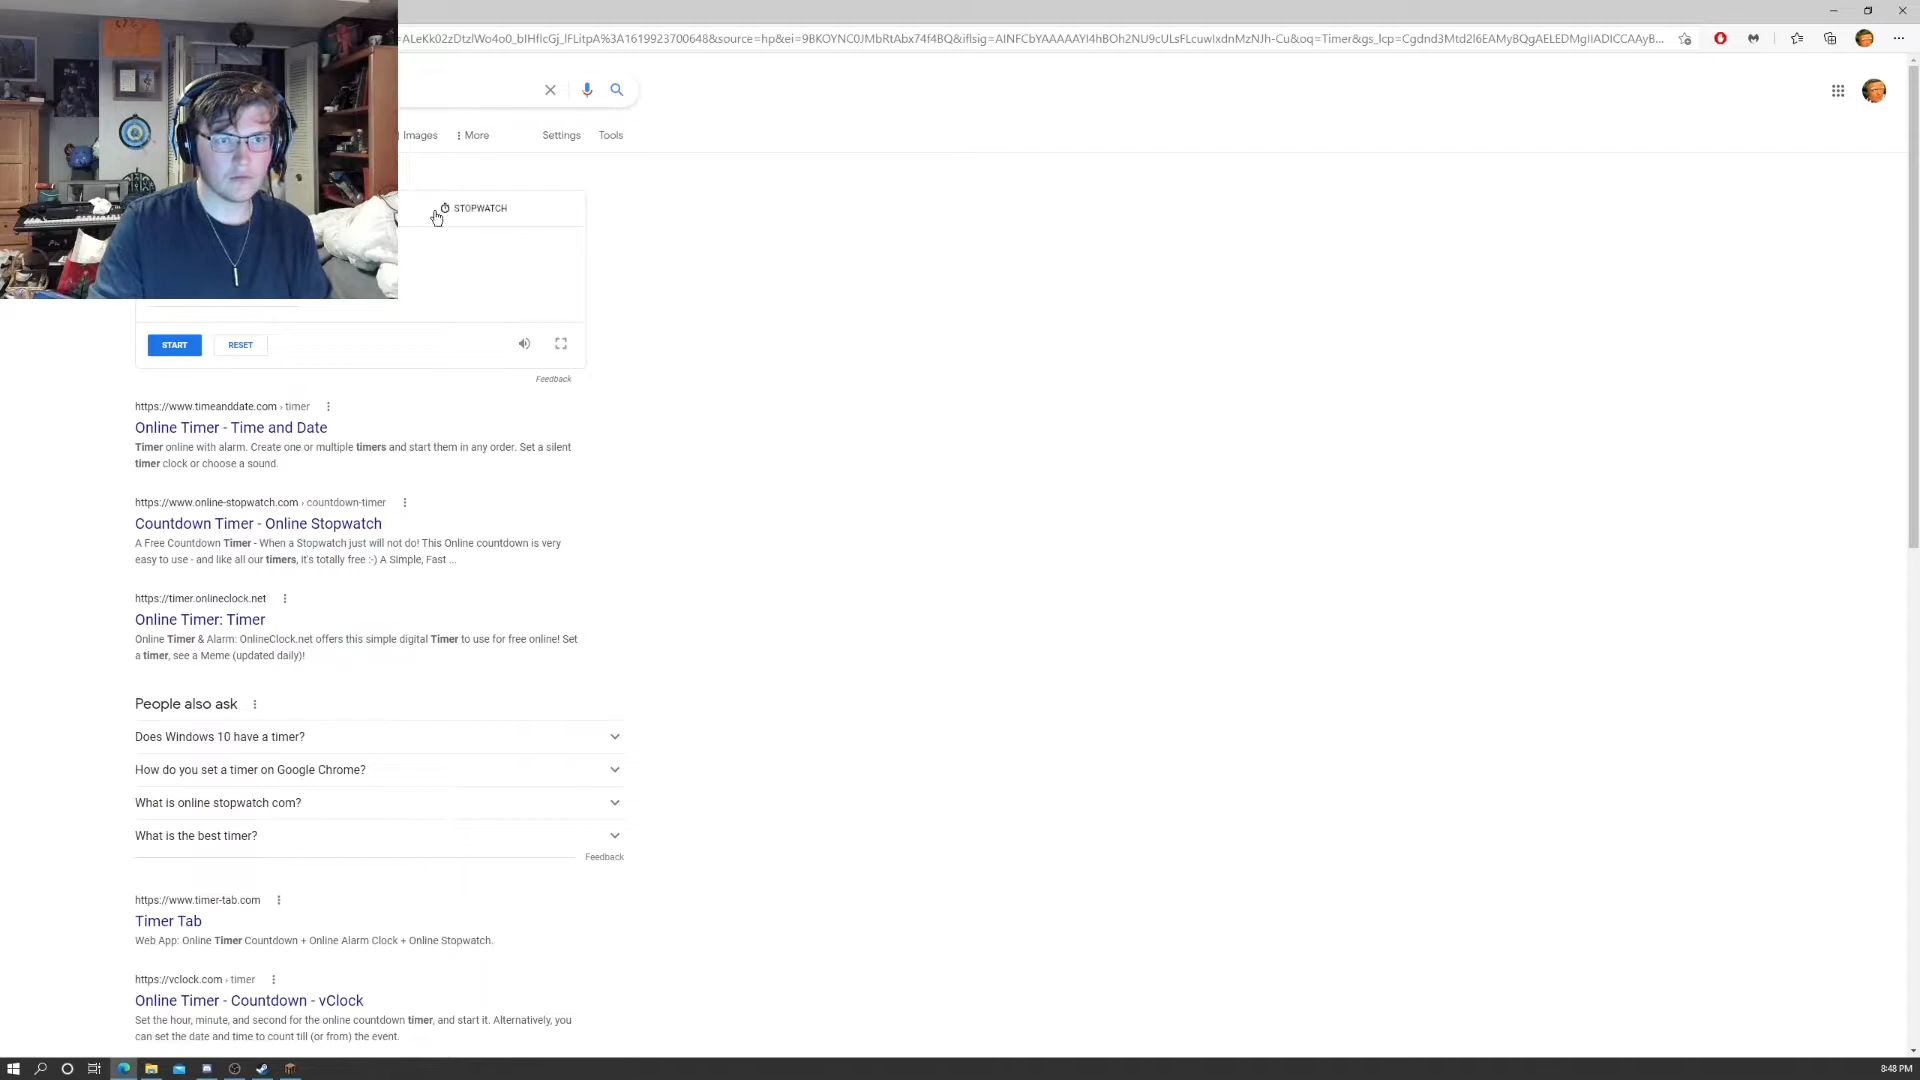 =ALeKk02zDtzlWo4o0_bIHfIcGj_lFLitpA%3A1619923700648&source=hp&ei=9BKOYNC0JMbRtAbx74f4BQ&iflsig=AINFCbYAAAAAYI4hBOh2NU9cULsFLcuwIxdnMzNJh-Cu&oq=Timer&gs_lcp=Cgdnd3Mtd2l6EAMyBQgAELEDMgIIADICCAAyB...
Images
More
Settings
Tools
STOPWATCH
START
RESET
Feedback
https://www.timeanddate.com › timer
Online Timer - Time and Date
Timer online with alarm. Create one or multiple timers and start them in any order. Set a silent
timer clock or choose a sound.
https://www.online-stopwatch.com › countdown-timer
Countdown Timer - Online Stopwatch
A Free Countdown Timer - When a Stopwatch just will not do! This Online countdown is very
easy to use - and like all our timers, it's totally free :-) A Simple, Fast ...
https://timer.onlineclock.net
Online Timer: Timer
Online Timer & Alarm: OnlineClock.net offers this simple digital Timer to use for free online! Set
a timer, see a Meme (updated daily)!
People also ask
Does Windows 10 have a timer?
How do you set a timer on Google Chrome?
What is online stopwatch com?
What is the best timer?
Feedback
https://www.timer-tab.com
Timer Tab
Web App: Online Timer Countdown + Online Alarm Clock + Online Stopwatch.
https://vclock.com › timer
Online Timer - Countdown - vClock
Set the hour, minute, and second for the online countdown timer, and start it. Alternatively, you
can set the date and time to count till (or from) the event.
8:48 PM